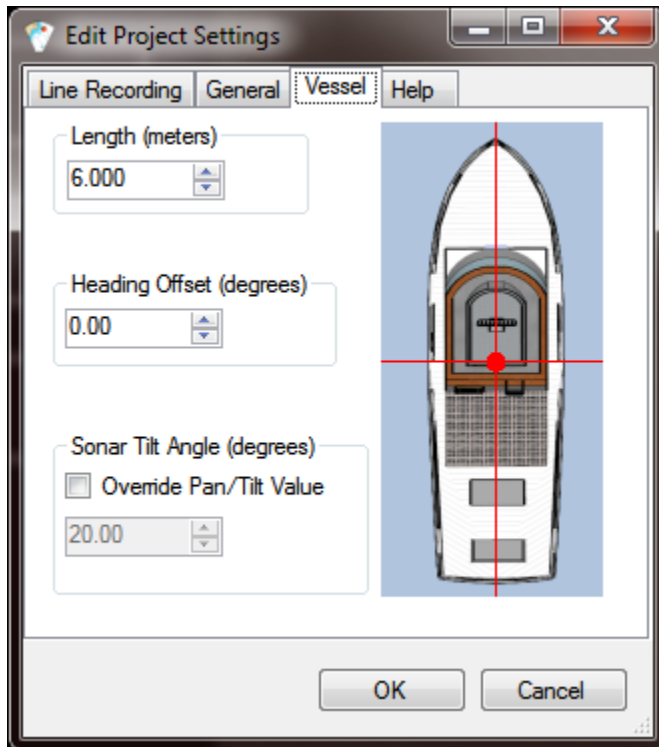 Edit Project Settings
Line Recording General Vessel Help
Length (meters)
6.000
Heading Offset (degrees)
0.00
Sonar Tilt Angle (degrees)
Override Pan/Tilt Value
20.00
OK Cancel